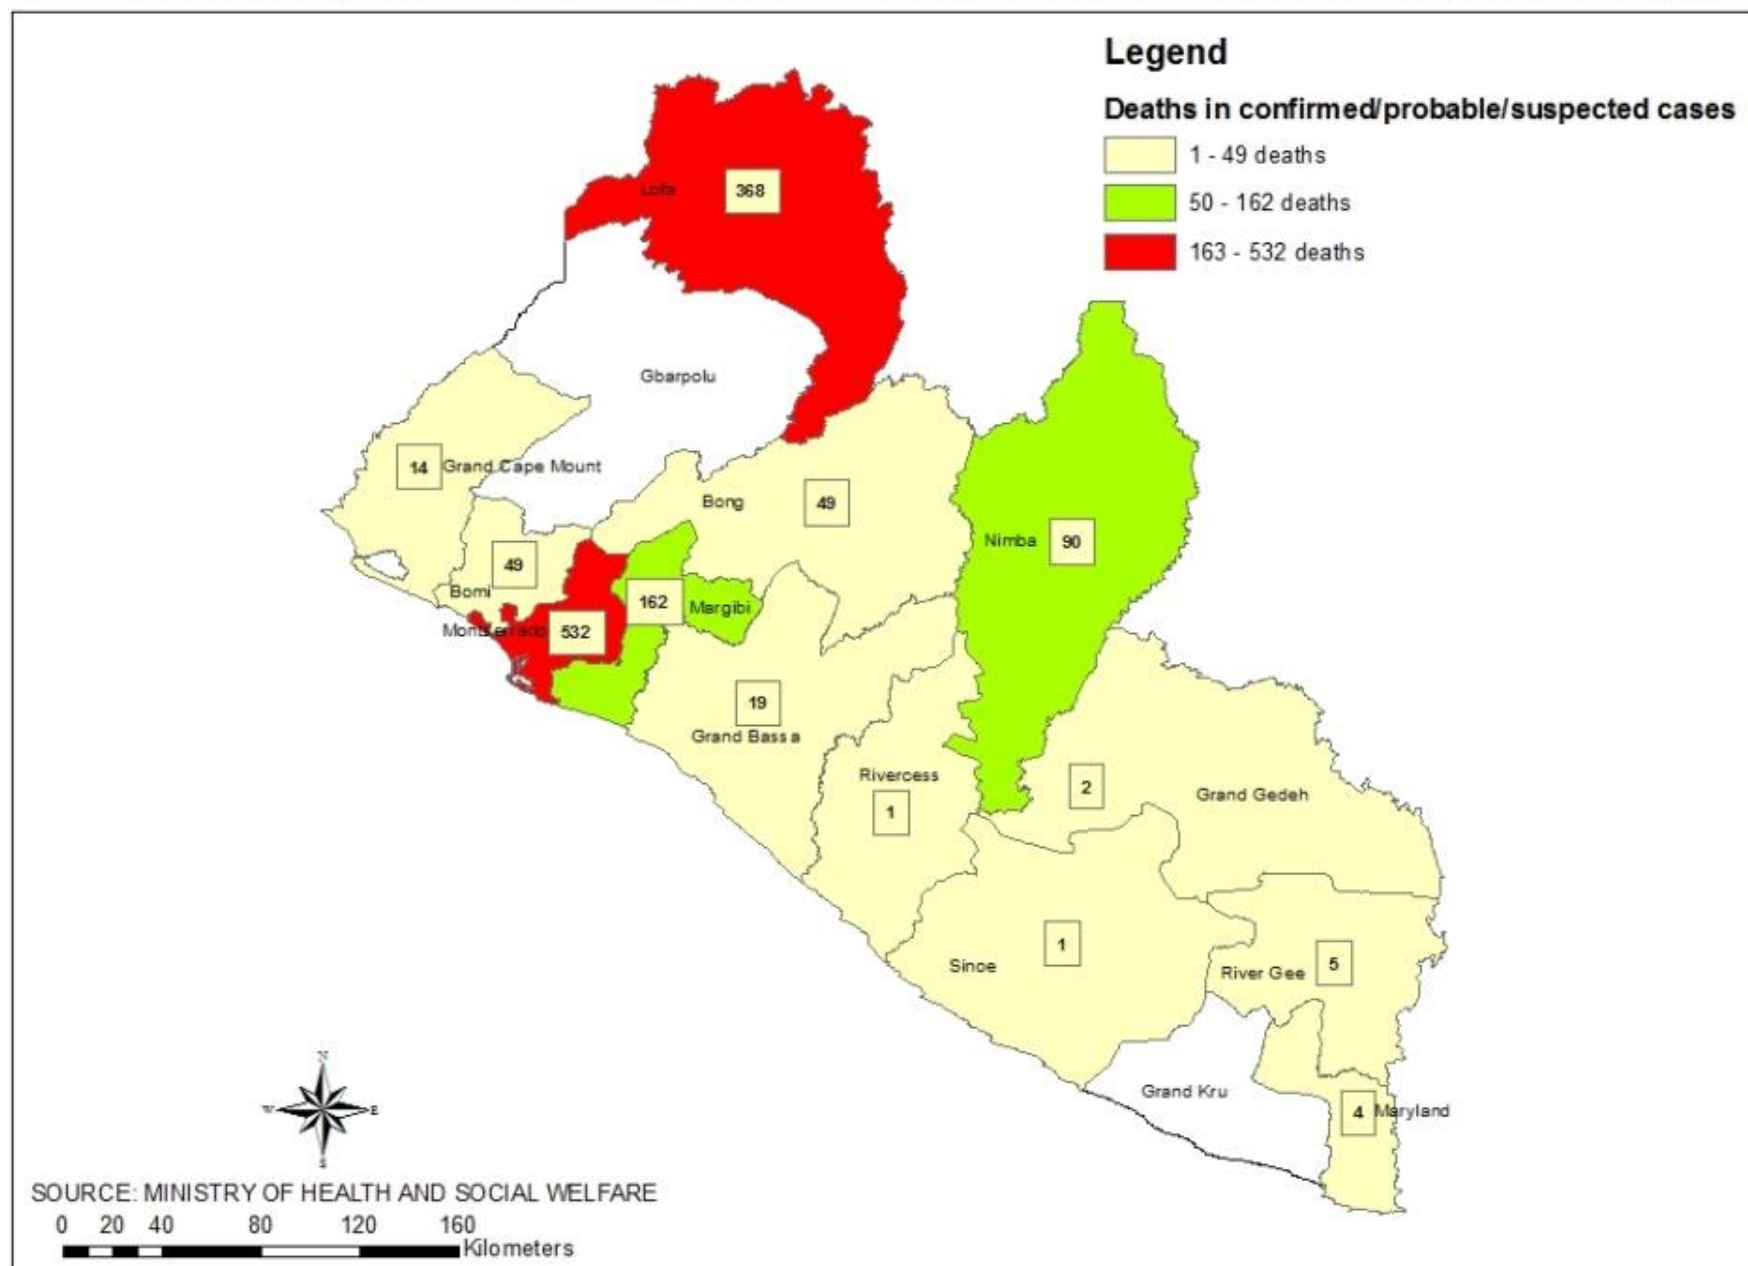 Legend
Deaths in confirmed/probable/suspected cases
1 - 49 deaths
50 - 162 deaths
163 - 532 deaths
Lofa 368
Gbarpolu
14 Grand Cape Mount
Bong 49
Nimba 90
49
Bomi
162 Margibi
Montserrado 532
19
Grand Bassa
Rivercess
1
2 Grand Gedeh
1
Sinoe
River Gee 5
Grand Kru
4 Maryland
N
W E
S
SOURCE: MINISTRY OF HEALTH AND SOCIAL WELFARE
0 20 40 80 120 160
Kilometers